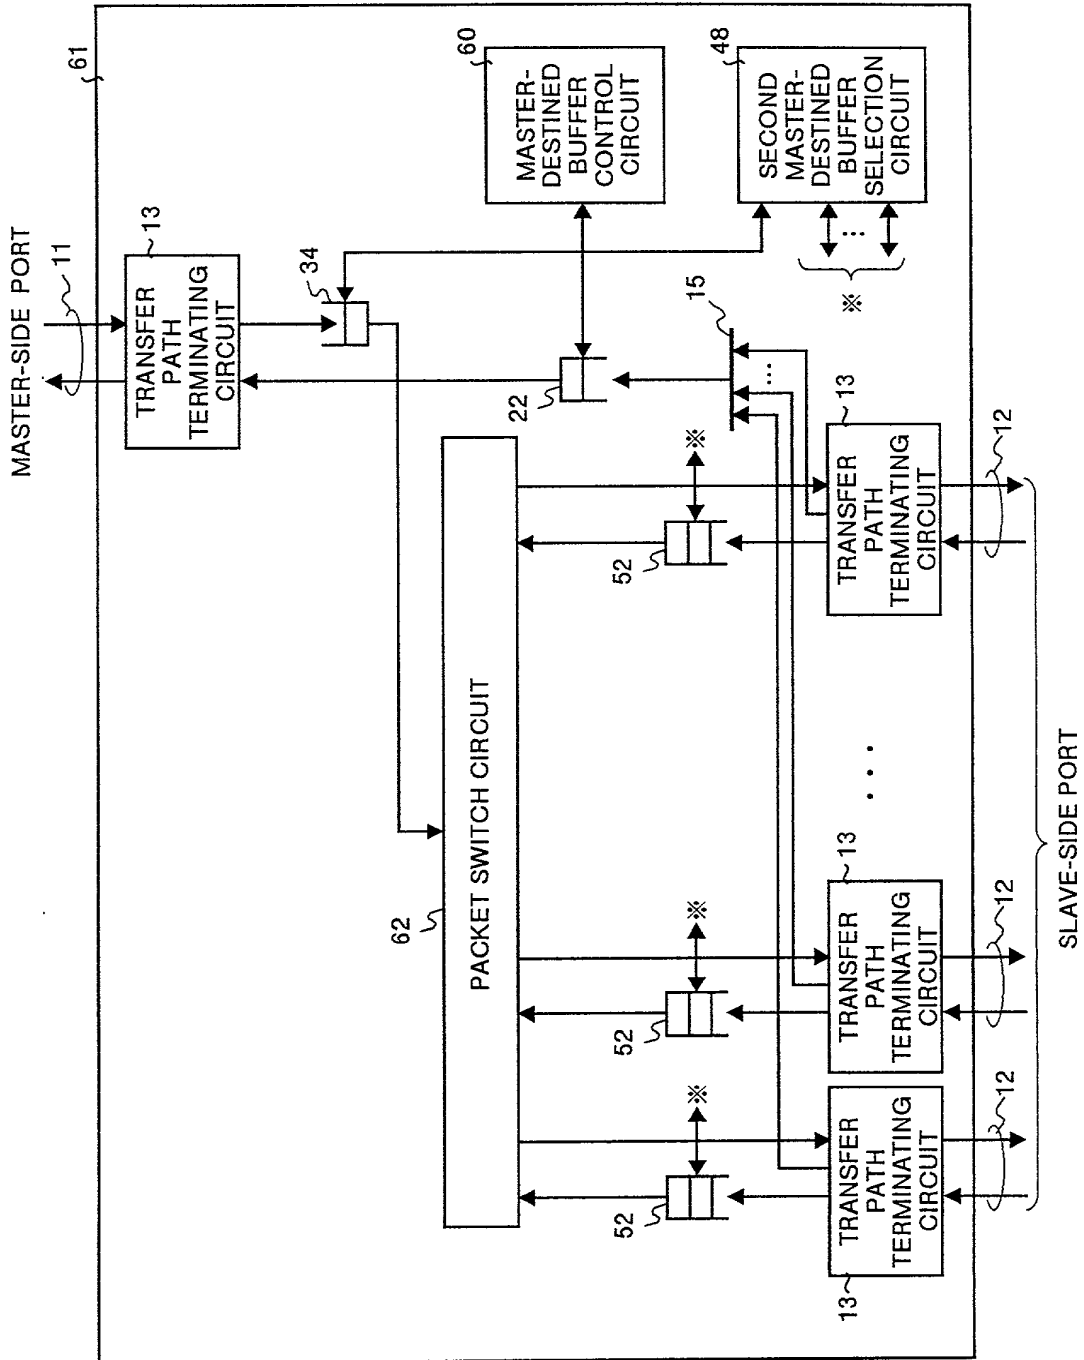 MASTER-SIDE PORT
11
61
TRANSFER
PATH
TERMINATING
CIRCUIT
13
34
60
MASTER-
DESTINED
BUFFER
CONTROL
CIRCUIT
48
SECOND
MASTER-
DESTINED
BUFFER
SELECTION
CIRCUIT
...
※
22
15
...
62
PACKET SWITCH CIRCUIT
52
※
52
※
52
※
13
TRANSFER
PATH
TERMINATING
CIRCUIT
12
13
TRANSFER
PATH
TERMINATING
CIRCUIT
12
...
13
TRANSFER
PATH
TERMINATING
CIRCUIT
12
SLAVE-SIDE PORT